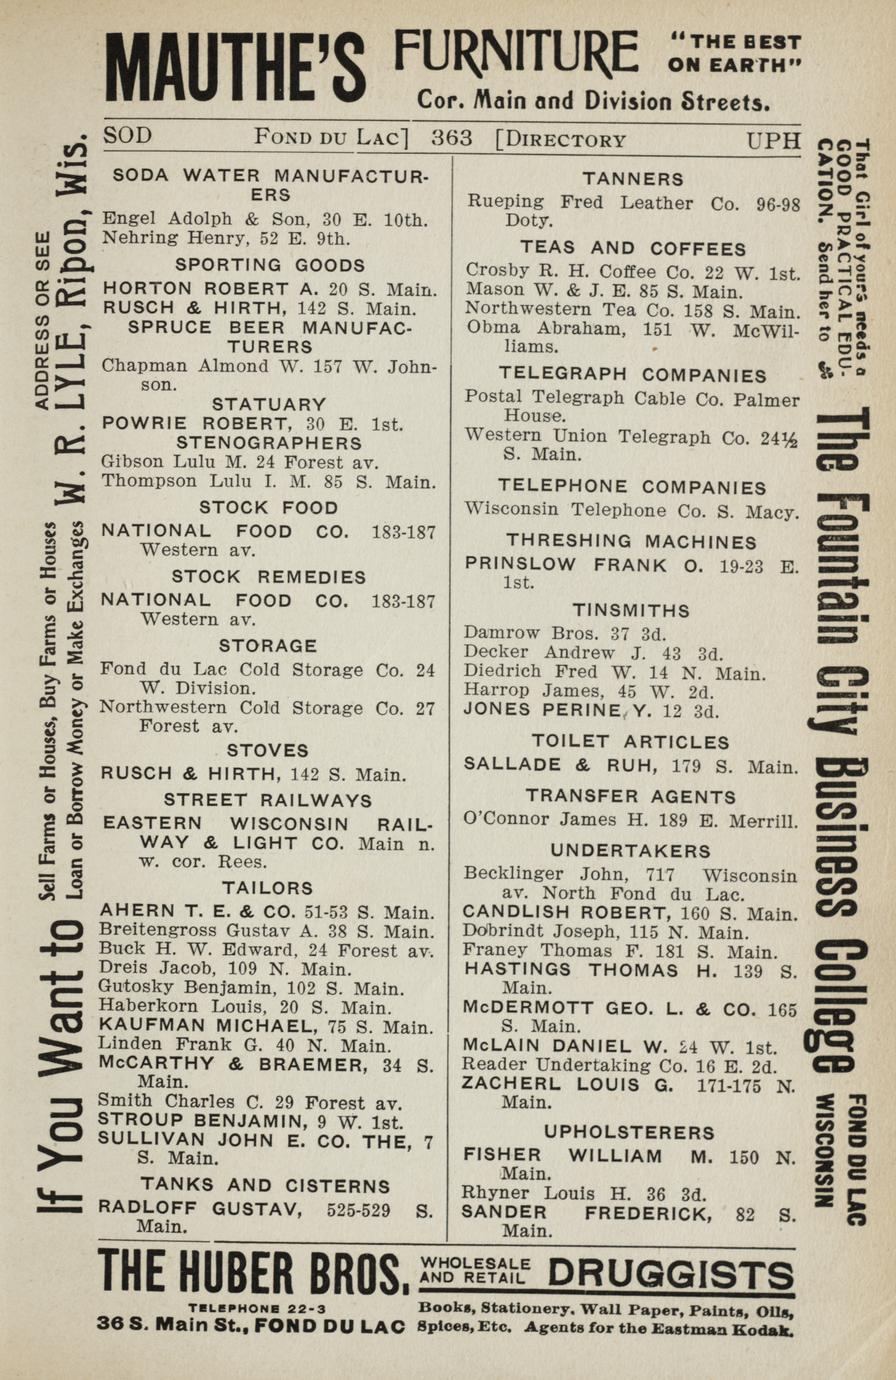 MAUTHE'S FURNITURE "THE BEST
ON EARTH"
Cor. Main and Division Streets.
SOD FOND DU LAC] 363 [DIRECTORY UPH
SODA WATER MANUFACTUR-
ERS
Engel Adolph & Son, 30 E. 10th.
Nehring Henry, 52 E. 9th.
SPORTING GOODS
HORTON ROBERT A. 20 S. Main.
RUSCH & HIRTH, 142 S. Main.
SPRUCE BEER MANUFAC-
TURERS
Chapman Almond W. 157 W. John-
son.
STATUARY
POWRIE ROBERT, 30 E. 1st.
STENOGRAPHERS
Gibson Lulu M. 24 Forest av.
Thompson Lulu I. M. 85 S. Main.
STOCK FOOD
NATIONAL FOOD CO. 183-187
Western av.
STOCK REMEDIES
NATIONAL FOOD CO. 183-187
Western av.
STORAGE
Fond du Lac Cold Storage Co. 24
W. Division.
Northwestern Cold Storage Co. 27
Forest av.
STOVES
RUSCH & HIRTH, 142 S. Main.
STREET RAILWAYS
EASTERN WISCONSIN RAIL-
WAY & LIGHT CO. Main n.
w. cor. Rees.
TAILORS
AHERN T. E. & CO. 51-53 S. Main.
Breitengross Gustav A. 38 S. Main.
Buck H. W. Edward, 24 Forest av.
Dreis Jacob, 109 N. Main.
Gutosky Benjamin, 102 S. Main.
Haberkorn Louis, 20 S. Main.
KAUFMAN MICHAEL, 75 S. Main.
Linden Frank G. 40 N. Main.
McCARTHY & BRAEMER, 34 S.
Main.
Smith Charles C. 29 Forest av.
STROUP BENJAMIN, 9 W. 1st.
SULLIVAN JOHN E. CO. THE, 7
S. Main.
TANKS AND CISTERNS
RADLOFF GUSTAV, 525-529 S.
Main.
TANNERS
Rueping Fred Leather Co. 96-98
Doty.
TEAS AND COFFEES
Crosby R. H. Coffee Co. 22 W. 1st.
Mason W. & J. E. 85 S. Main.
Northwestern Tea Co. 158 S. Main.
Obma Abraham, 151 W. McWil-
liams.
TELEGRAPH COMPANIES
Postal Telegraph Cable Co. Palmer
House.
Western Union Telegraph Co. 24½
S. Main.
TELEPHONE COMPANIES
Wisconsin Telephone Co. S. Macy.
THRESHING MACHINES
PRINSLOW FRANK O. 19-23 E.
1st.
TINSMITHS
Damrow Bros. 37 3d.
Decker Andrew J. 43 3d.
Diedrich Fred W. 14 N. Main.
Harrop James, 45 W. 2d.
JONES PERINE Y. 12 3d.
TOILET ARTICLES
SALLADE & RUH, 179 S. Main.
TRANSFER AGENTS
O'Connor James H. 189 E. Merrill.
UNDERTAKERS
Becklinger John, 717 Wisconsin
av. North Fond du Lac.
CANDLISH ROBERT, 160 S. Main.
Dobrindt Joseph, 115 N. Main.
Franey Thomas F. 181 S. Main.
HASTINGS THOMAS H. 139 S.
Main.
McDERMOTT GEO. L. & CO. 165
S. Main.
McLAIN DANIEL W. 24 W. 1st.
Reader Undertaking Co. 16 E. 2d.
ZACHERL LOUIS G. 171-175 N.
Main.
UPHOLSTERERS
FISHER WILLIAM M. 150 N.
Main.
Rhyner Louis H. 36 3d.
SANDER FREDERICK, 82 S.
Main.
If You Want to
Sell Farms or Houses, Buy Farms or Houses
Loan or Borrow Money or Make Exchanges
ADDRESS OR SEE
W. R. LYLE, Ripon, Wis.
That Girl of yours needs a
GOOD PRACTICAL EDU-
CATION. Send her to
The Fountain City Business College
FOND DU LAC
WISCONSIN
THE HUBER BROS. WHOLESALE
AND RETAIL DRUGGISTS
TELEPHONE 22-3
36 S. Main St., FOND DU LAC
Books, Stationery, Wall Paper, Paints, Oils,
Spices, Etc. Agents for the Eastman Kodak.